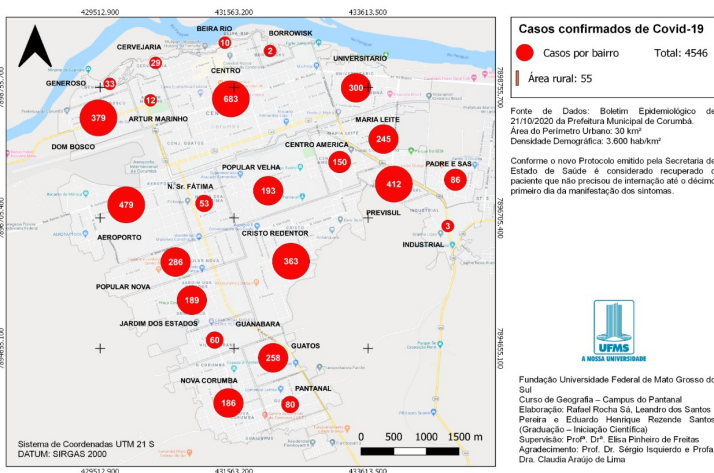 429512.900
431563.200
433613.500
7898755.700
7896705.400
7894655.100
BEIRA RIO
10
BORROWISK
2
CERVEJARIA
29
UNIVERSITARIO
300
GENEROSO
33
CENTRO
683
12
ARTUR MARINHO
379
DOM BOSCO
MARIA LEITE
245
CENTRO AMERICA
150
POPULAR VELHA
193
PADRE E SAS
86
412
PREVISUL
N. Sr. FÁTIMA
53
479
AEROPORTO
CRISTO REDENTOR
363
3
INDUSTRIAL
286
POPULAR NOVA
189
JARDIM DOS ESTADOS
60
GUANABARA
GUATOS
258
NOVA CORUMBA
186
PANTANAL
80
Sistema de Coordenadas UTM 21 S
DATUM: SIRGAS 2000
0 500 1000 1500 m
7898755.700
7896705.400
7894655.100
429512.900
431563.200
433613.500
Casos confirmados de Covid-19
Casos por bairro Total: 4546
Área rural: 55
Fonte de Dados: Boletim Epidemiológico de
21/10/2020 da Prefeitura Municipal de Corumbá.
Área do Perímetro Urbano: 30 km²
Densidade Demográfica: 3.600 hab/km²
Conforme o novo Protocolo emitido pela Secretaria de
Estado de Saúde é considerado recuperado o
paciente que não precisou de internação até o décimo
primeiro dia da manifestação dos sintomas.
UFMS
A NOSSA UNIVERSIDADE
Fundação Universidade Federal de Mato Grosso do
Sul
Curso de Geografia – Campus do Pantanal
Elaboração: Rafael Rocha Sá, Leandro dos Santos
Pereira e Eduardo Henrique Rezende Santos
(Graduação – Iniciação Científica)
Supervisão: Profª. Drª. Elisa Pinheiro de Freitas
Agradecimento: Prof. Dr. Sérgio Isquierdo e Profa.
Dra. Claudia Araújo de Lima